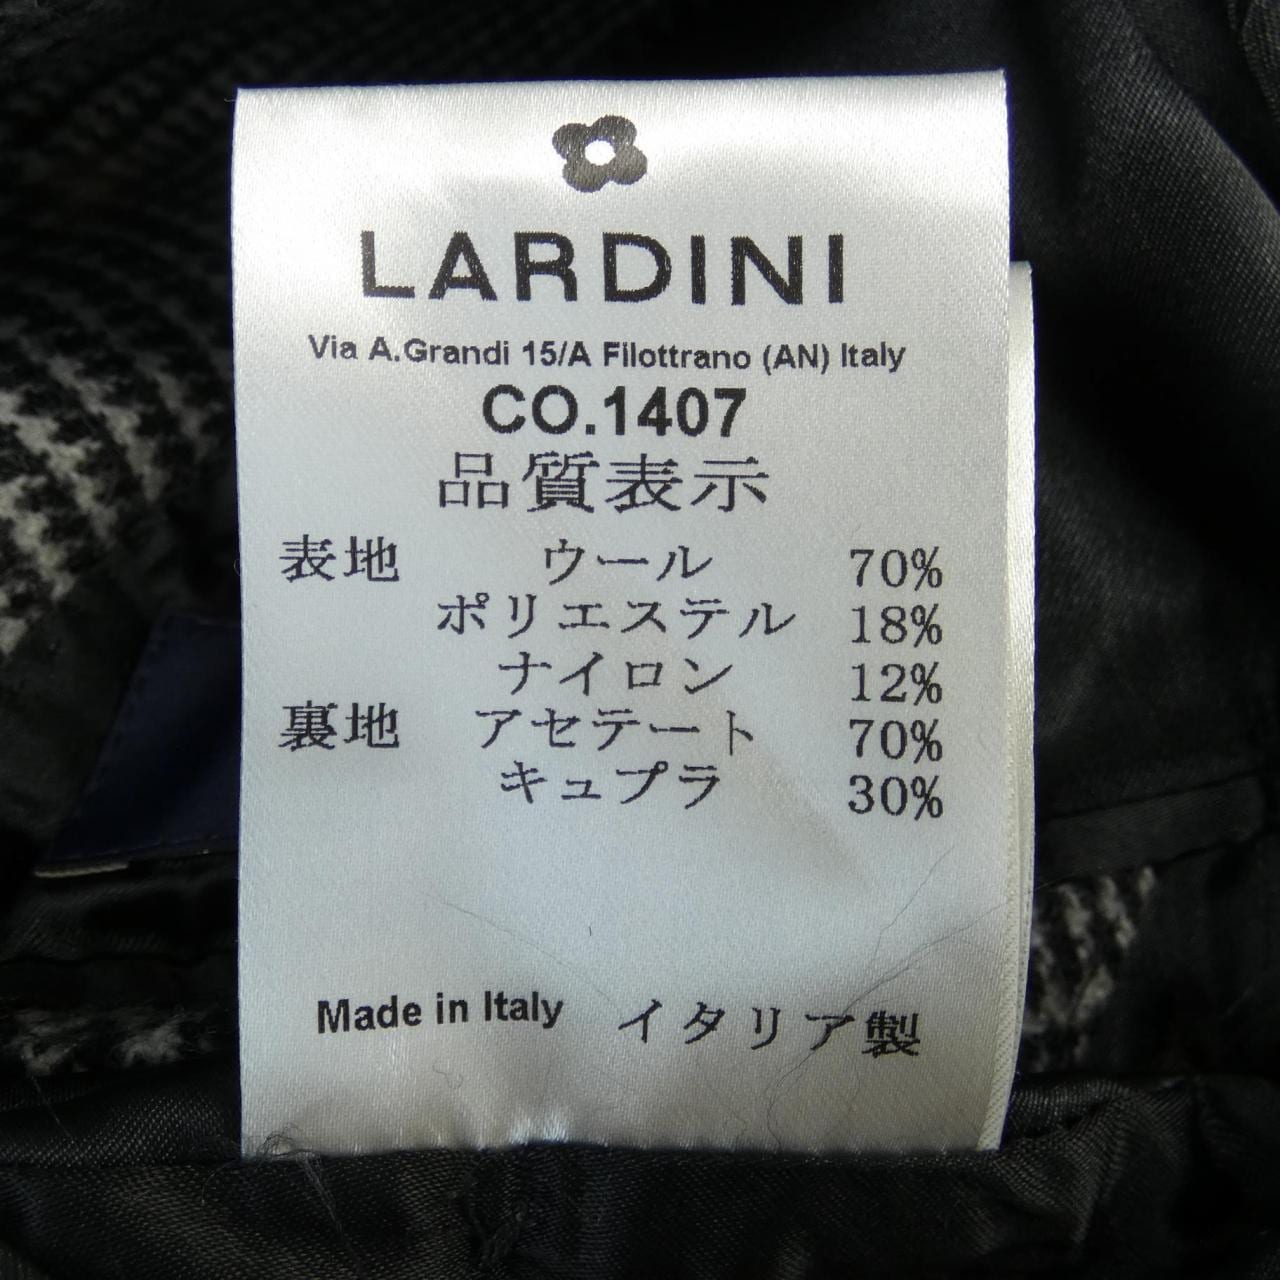 LARDINI
Via A.Grandi 15/A Filottrano (AN) Italy
CO.1407
品質表示
表地 ウール 70%
ポリエステル 18%
ナイロン 12%
裏地 アセテート 70%
キュプラ 30%
Made in Italy イタリア製